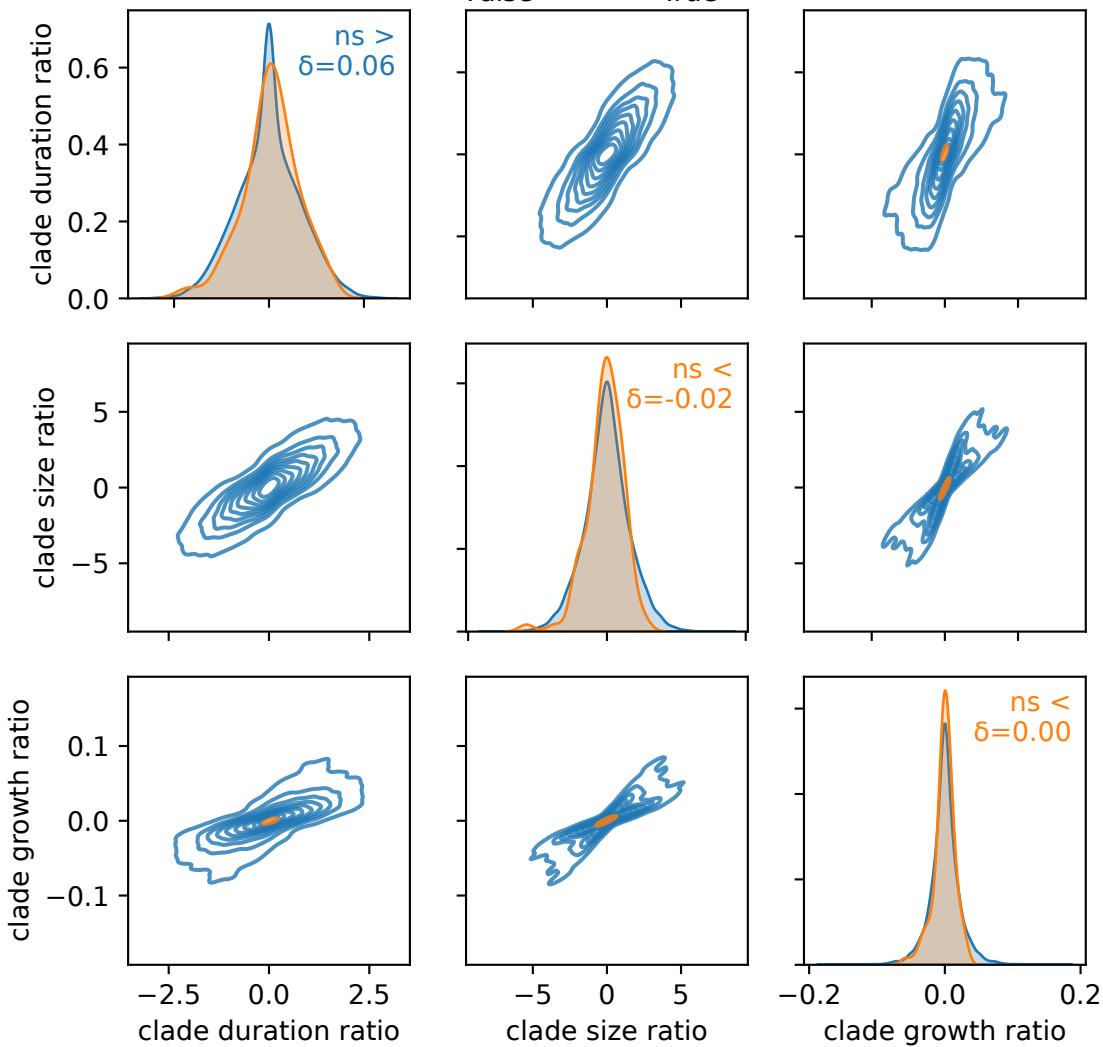 ns >
δ=0.06
clade duration ratio
0.6
0.4
0.2
0.0
ns <
δ=-0.02
clade size ratio
5
0
−5
ns <
δ=0.00
clade growth ratio
0.1
0.0
−0.1
−2.5 0.0 2.5
−5 0 5
−0.2 0.0 0.2
clade duration ratio
clade size ratio
clade growth ratio